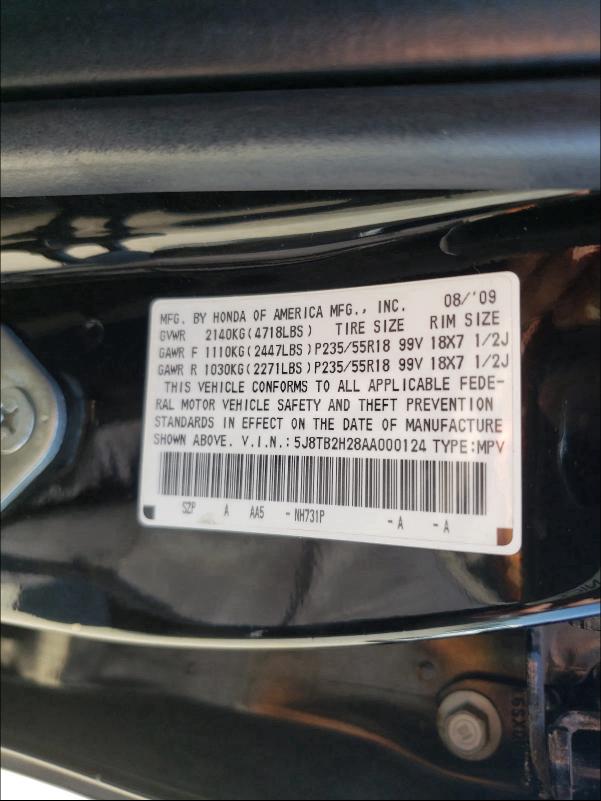 MFG. BY HONDA OF AMERICA MFG., INC. 08/'09
GVWR 2140KG(4718LBS) TIRE SIZE RIM SIZE
GAWR F 1110KG(2447LBS)P235/55R18 99V 18X7 1/2J
GAWR R 1030KG(2271LBS)P235/55R18 99V 18X7 1/2J
THIS VEHICLE CONFORMS TO ALL APPLICABLE FEDE-
RAL MOTOR VEHICLE SAFETY AND THEFT PREVENTION
STANDARDS IN EFFECT ON THE DATE OF MANUFACTURE
SHOWN ABOVE. V.I.N.:5J8TB2H28AA000124 TYPE:MPV
SZP A AA5 - NH731P - A - A